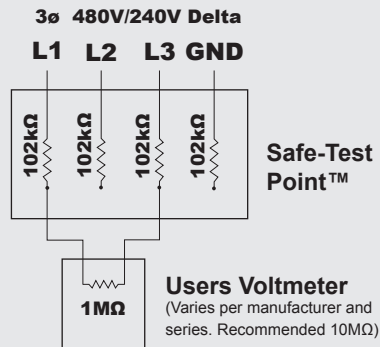 3ø 480V/240V Delta
L1 L2 L3 GND
102kΩ 102kΩ 102kΩ 102kΩ
Safe-Test
Point™
1MΩ
Users Voltmeter
(Varies per manufacturer and
series. Recommended 10MΩ)